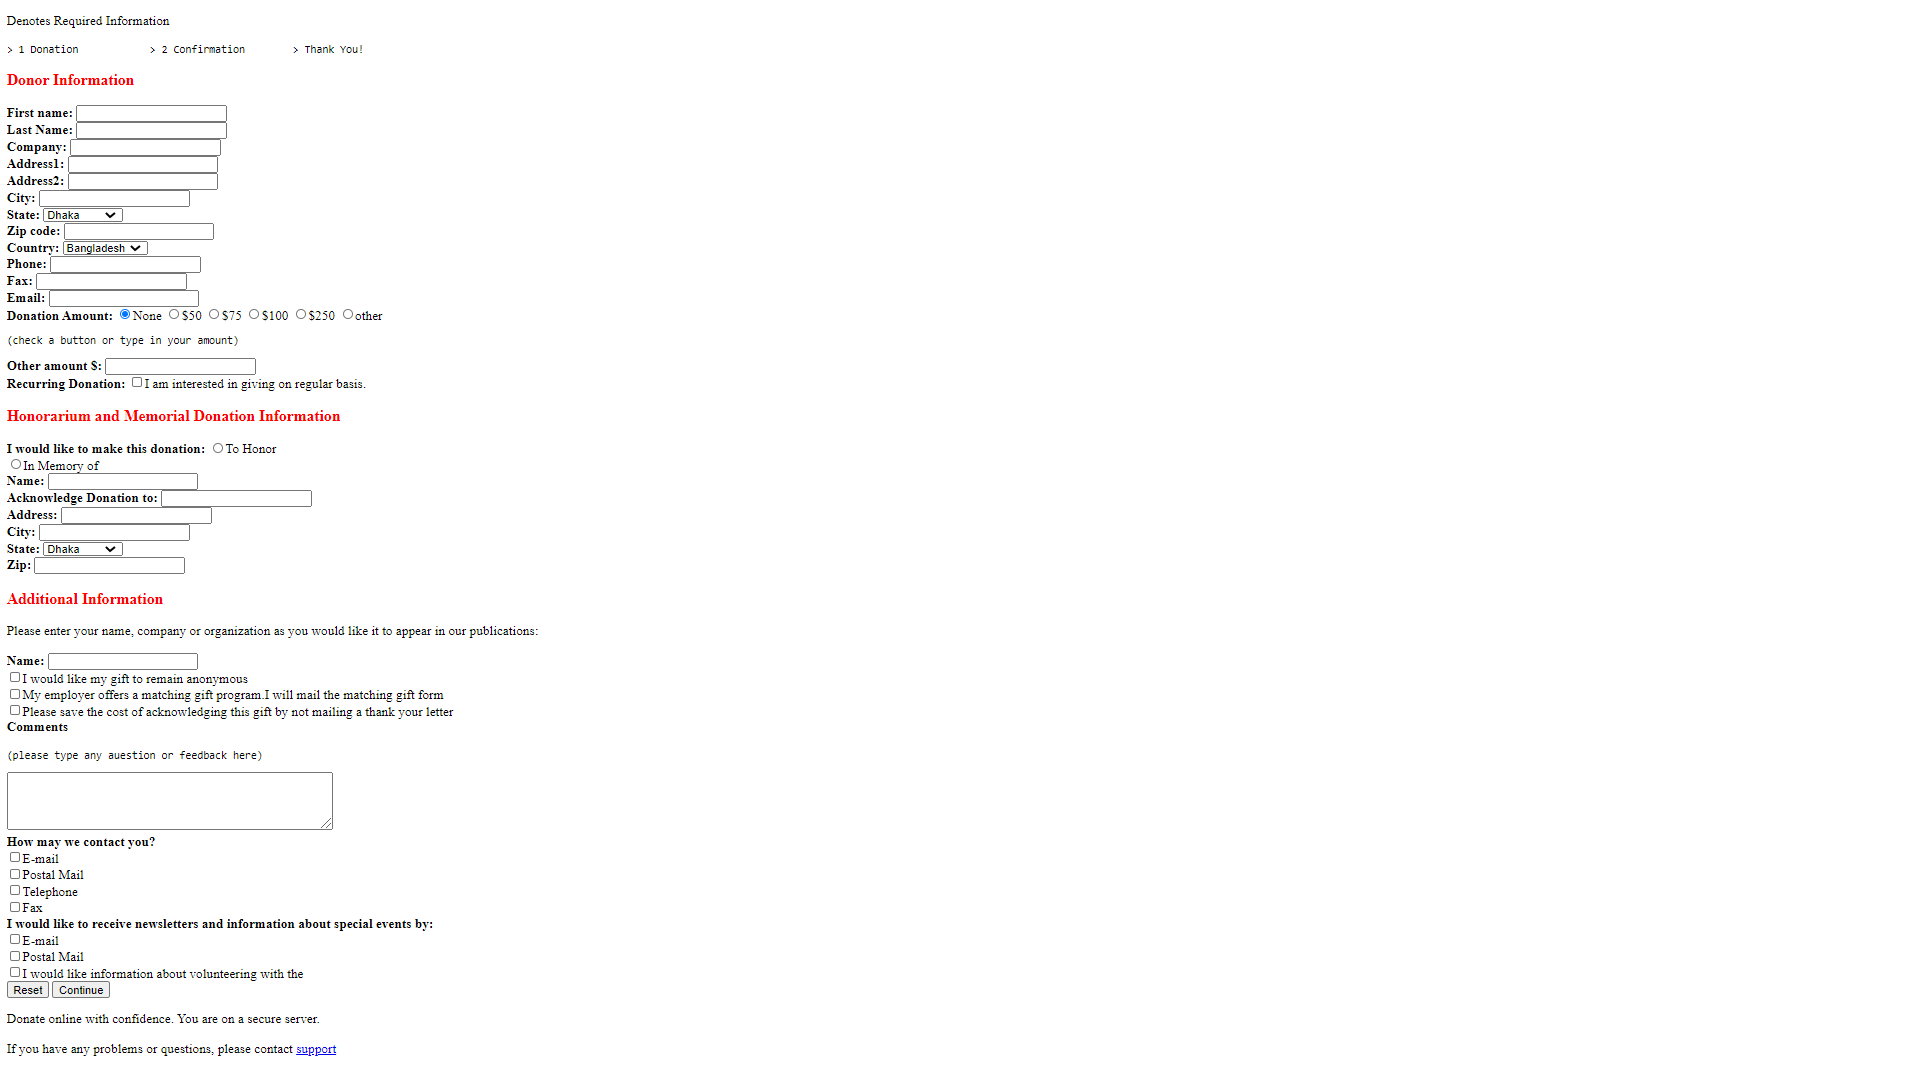 Denotes Required Information
> 1 Donation > 2 Confirmation > Thank You!
Donor Information
First name:
Last Name:
Company:
Address1:
Address2:
City:
State: Dhaka
Zip code:
Country: Bangladesh
Phone:
Fax:
Email:
Donation Amount: None $50 $75 $100 $250 other
(check a button or type in your amount)
Other amount $:
Recurring Donation: I am interested in giving on regular basis.
Honorarium and Memorial Donation Information
I would like to make this donation: To Honor
In Memory of
Name:
Acknowledge Donation to:
Address:
City:
State: Dhaka
Zip:
Additional Information
Please enter your name, company or organization as you would like it to appear in our publications:
Name:
I would like my gift to remain anonymous
My employer offers a matching gift program.I will mail the matching gift form
Please save the cost of acknowledging this gift by not mailing a thank your letter
Comments
(please type any auestion or feedback here)
How may we contact you?
E-mail
Postal Mail
Telephone
Fax
I would like to receive newsletters and information about special events by:
E-mail
Postal Mail
I would like information about volunteering with the
Reset Continue
Donate online with confidence. You are on a secure server.
If you have any problems or questions, please contact support